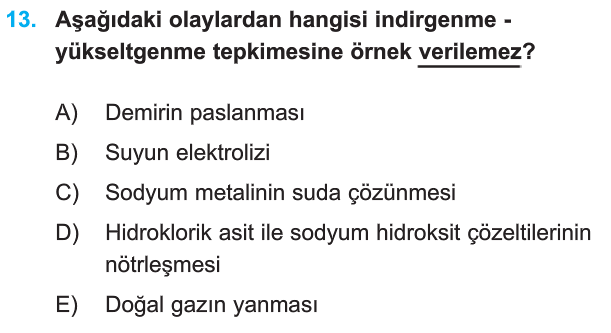 13. Aşağıdaki olaylardan hangisi indirgenme -
yükseltgenme tepkimesine örnek verilemez?
A) Demirin paslanması
B) Suyun elektrolizi
C) Sodyum metalinin suda çözünmesi
D) Hidroklorik asit ile sodyum hidroksit çözeltilerinin
nötrleşmesi
E) Doğal gazın yanması